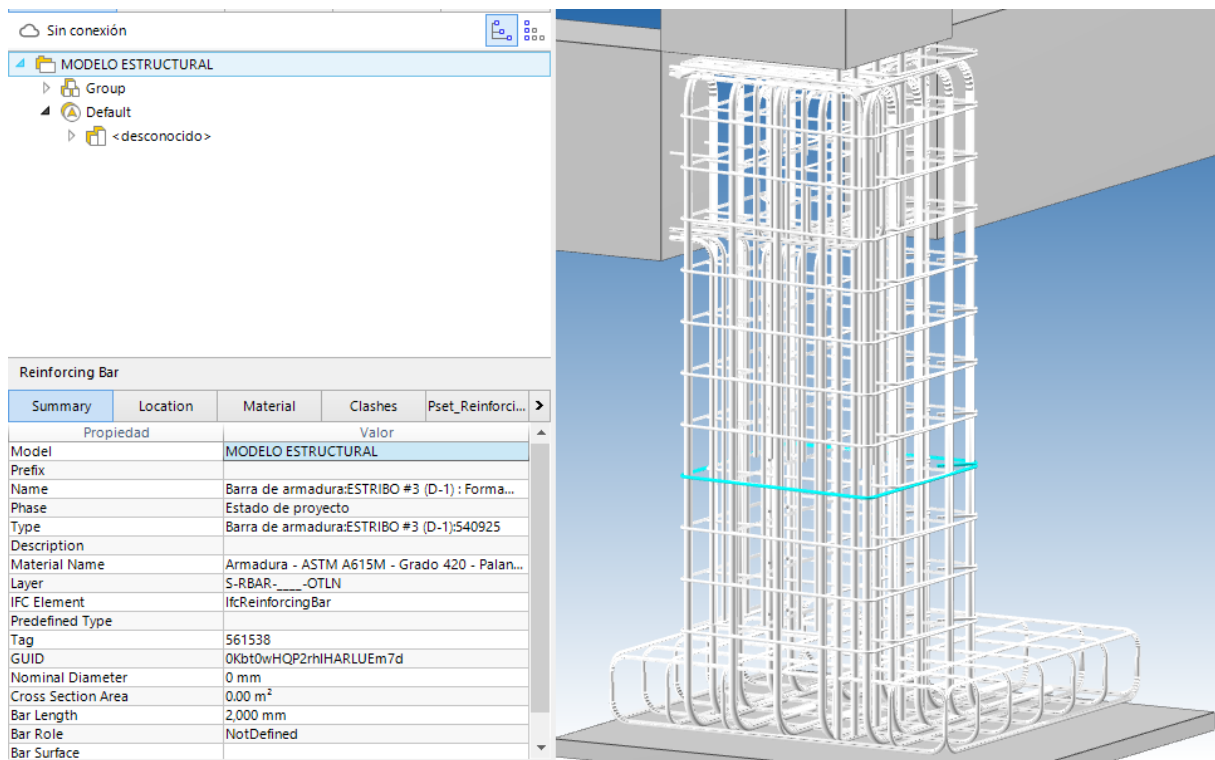 Sin conexión
MODELO ESTRUCTURAL
Group
Default
<desconocido>
Reinforcing Bar
Summary Location Material Clashes Pset_Reinforci... >
Propiedad Valor
Model MODELO ESTRUCTURAL
Prefix
Name Barra de armadura:ESTRIBO #3 (D-1) : Forma...
Phase Estado de proyecto
Type Barra de armadura:ESTRIBO #3 (D-1):540925
Description
Material Name Armadura - ASTM A615M - Grado 420 - Palan...
Layer S-RBAR-____-OTLN
IFC Element IfcReinforcingBar
Predefined Type
Tag 561538
GUID 0Kbt0wHQP2rhIHARLUEm7d
Nominal Diameter 0 mm
Cross Section Area 0.00 m²
Bar Length 2,000 mm
Bar Role NotDefined
Bar Surface